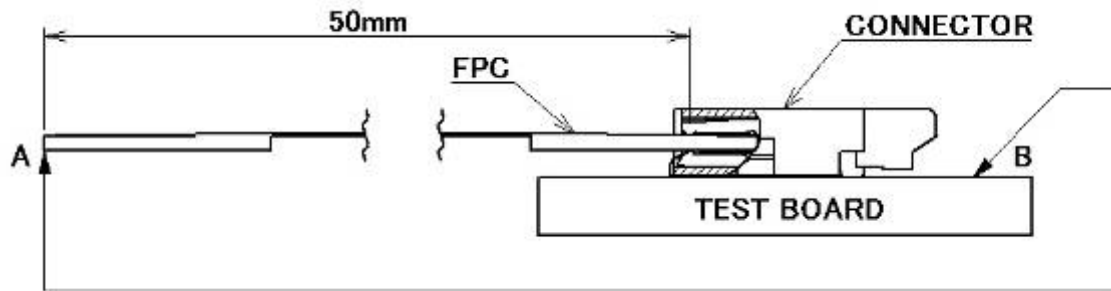 50mm
CONNECTOR
FPC
A
B
TEST BOARD